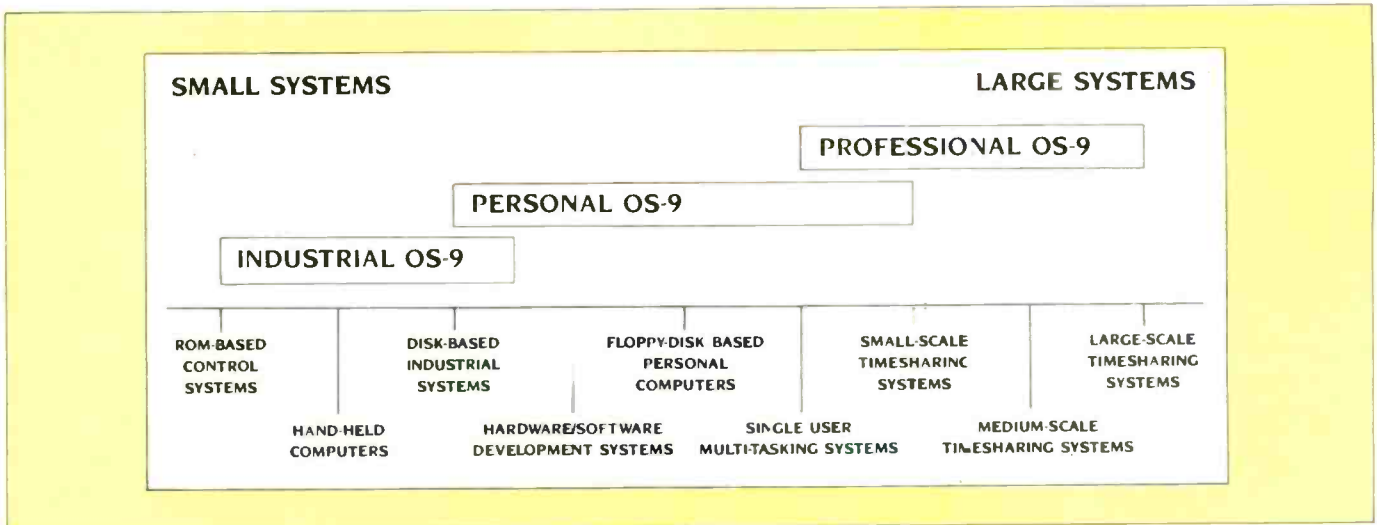 SMALL SYSTEMS
LARGE SYSTEMS
PROFESSIONAL OS-9
PERSONAL OS-9
INDUSTRIAL OS-9
ROM-BASED
CONTROL
SYSTEMS
HAND-HELD
COMPUTERS
DISK-BASED
INDUSTRIAL
SYSTEMS
HARDWARE/SOFTWARE
DEVELOPMENT SYSTEMS
FLOPPY-DISK BASED
PERSONAL
COMPUTERS
SINGLE USER
MULTI-TASKING SYSTEMS
SMALL-SCALE
TIMESHARING
SYSTEMS
MEDIUM-SCALE
TIMESHARING SYSTEMS
LARGE-SCALE
TIMESHARING
SYSTEMS